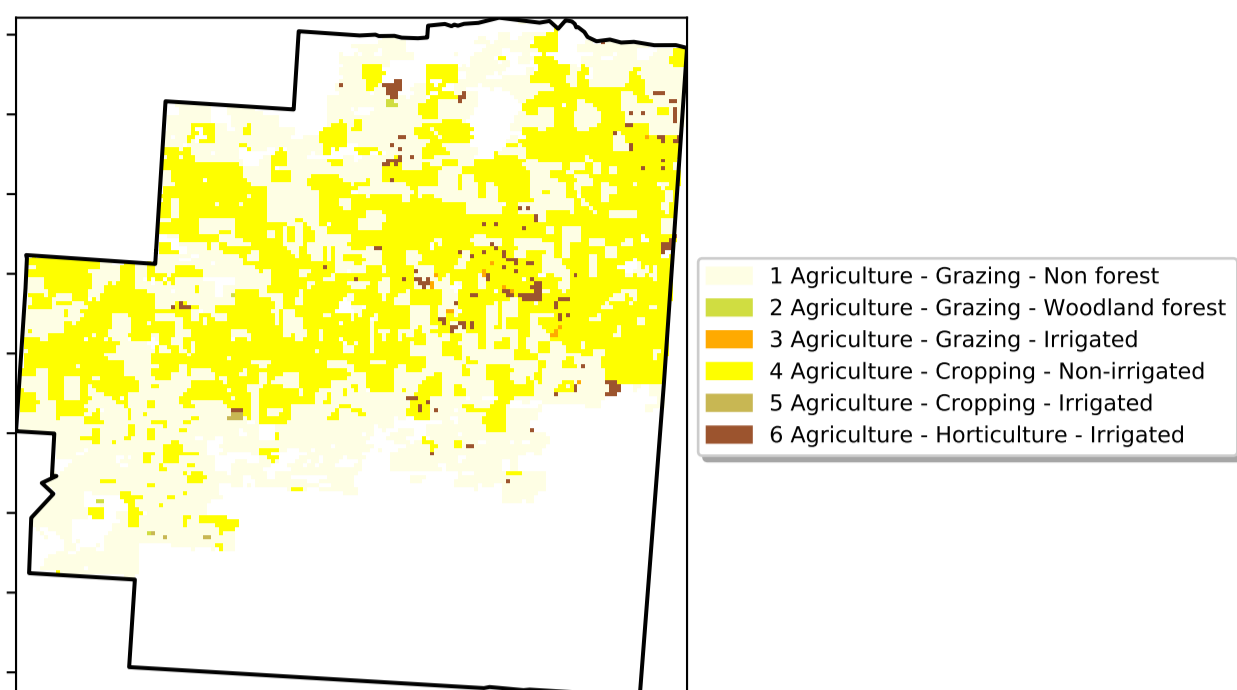 1 Agriculture - Grazing - Non forest
2 Agriculture - Grazing - Woodland forest
3 Agriculture - Grazing - Irrigated
4 Agriculture - Cropping - Non-irrigated
5 Agriculture - Cropping - Irrigated
6 Agriculture - Horticulture - Irrigated